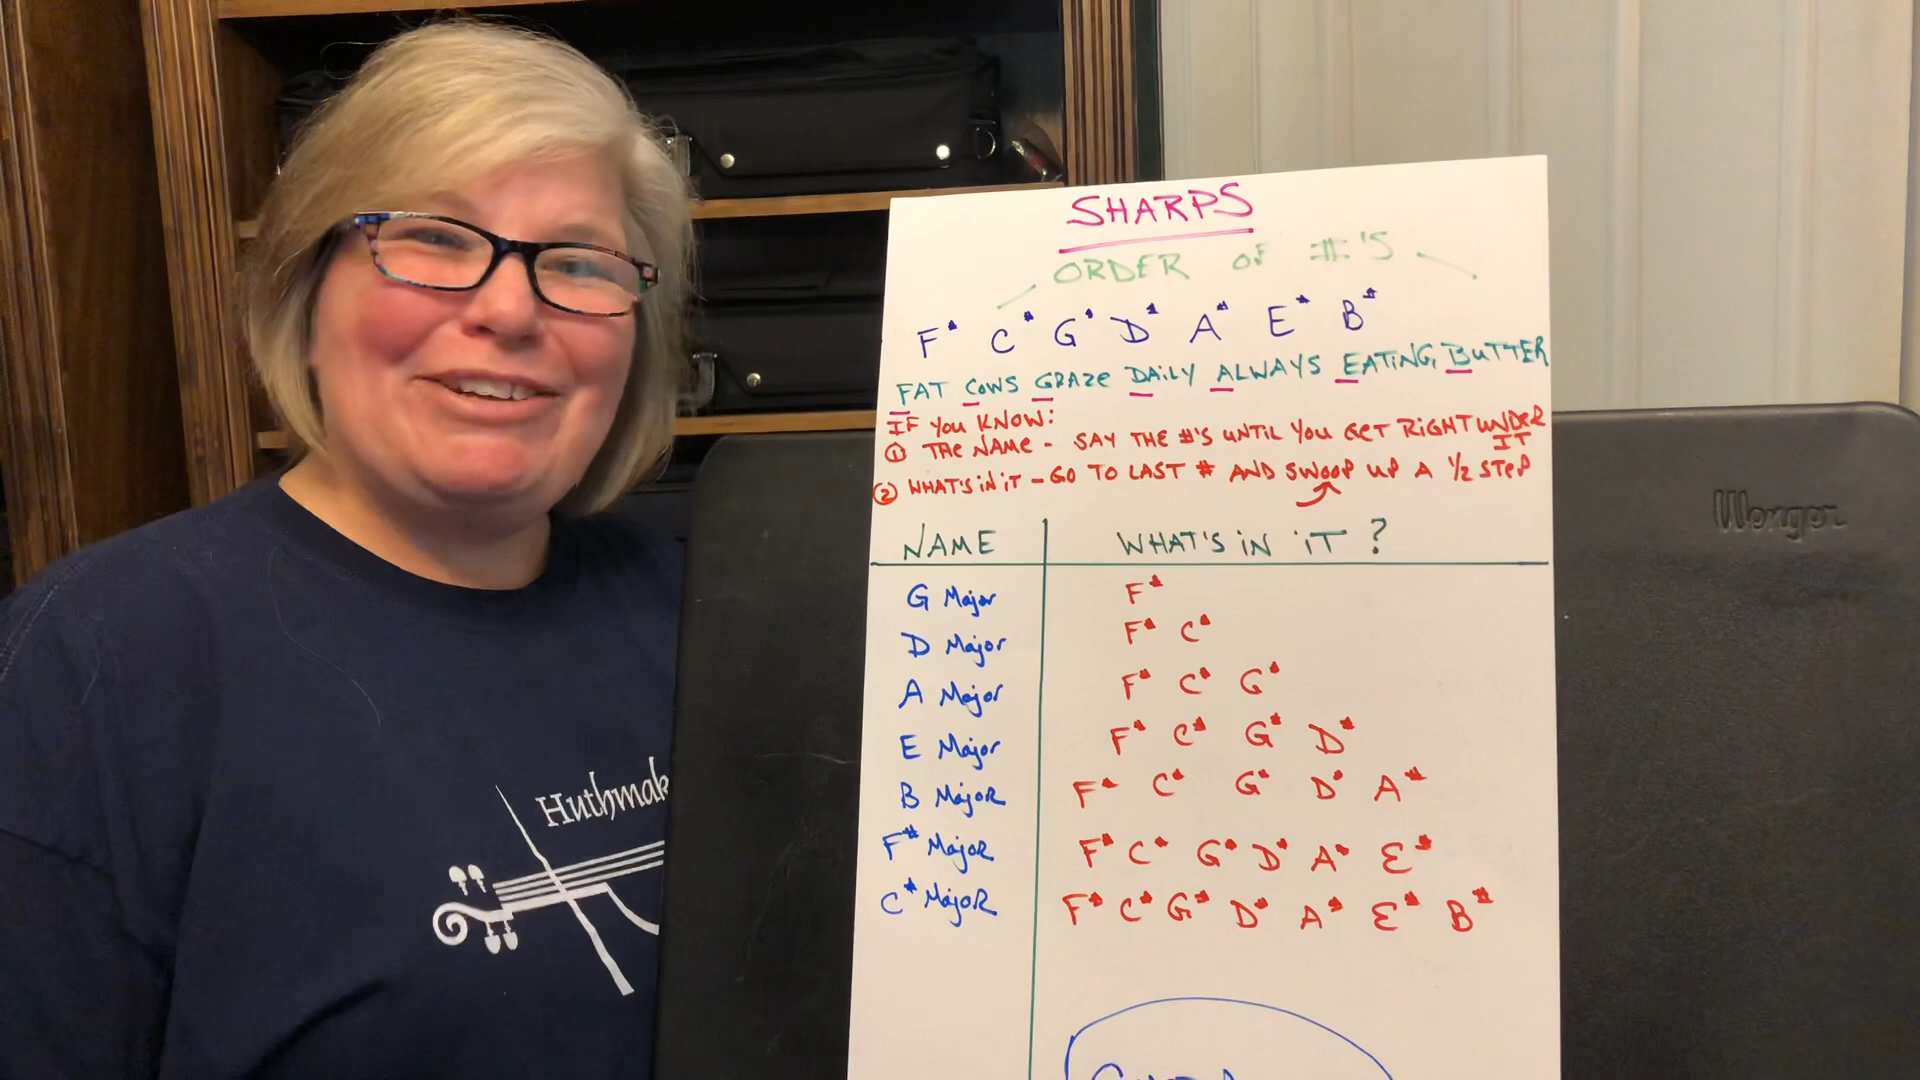 SHARPS
ORDER OF #'S
F# C# G# D# A# E# B#
FAT COWS GRAZE DAILY ALWAYS EATING BUTTER
IF YOU KNOW:
① THE NAME - SAY THE #'S UNTIL YOU GET RIGHT UNDER IT
② WHAT'S IN IT - GO TO LAST # AND SWOOP UP A ½ STEP
NAME WHAT'S IN IT?
G Major F#
D Major F# C#
A Major F# C# G#
E Major F# C# G# D#
B Major F# C# G# D# A#
F# Major F# C# G# D# A# E#
C# Major F# C# G# D# A# E# B#
Huthmak
Wenger